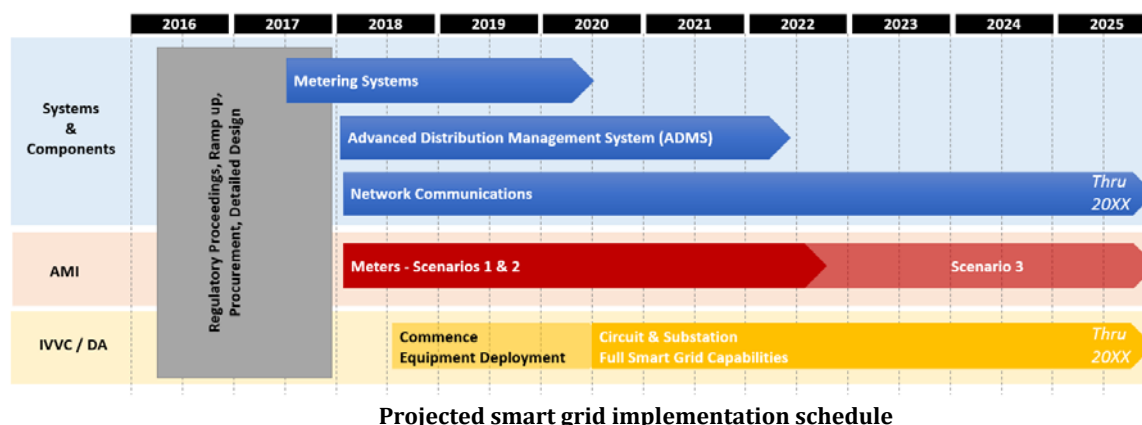 2016 2017 2018 2019 2020 2021 2022 2023 2024 2025
Systems
&
Components
Regulatory Proceedings, Ramp up,
Procurement, Detailed Design
Metering Systems
Advanced Distribution Management System (ADMS)
Network Communications
Thru
20XX
AMI
Meters - Scenarios 1 & 2
Scenario 3
IVVC / DA
Commence
Equipment Deployment
Circuit & Substation
Full Smart Grid Capabilities
Thru
20XX
Projected smart grid implementation schedule